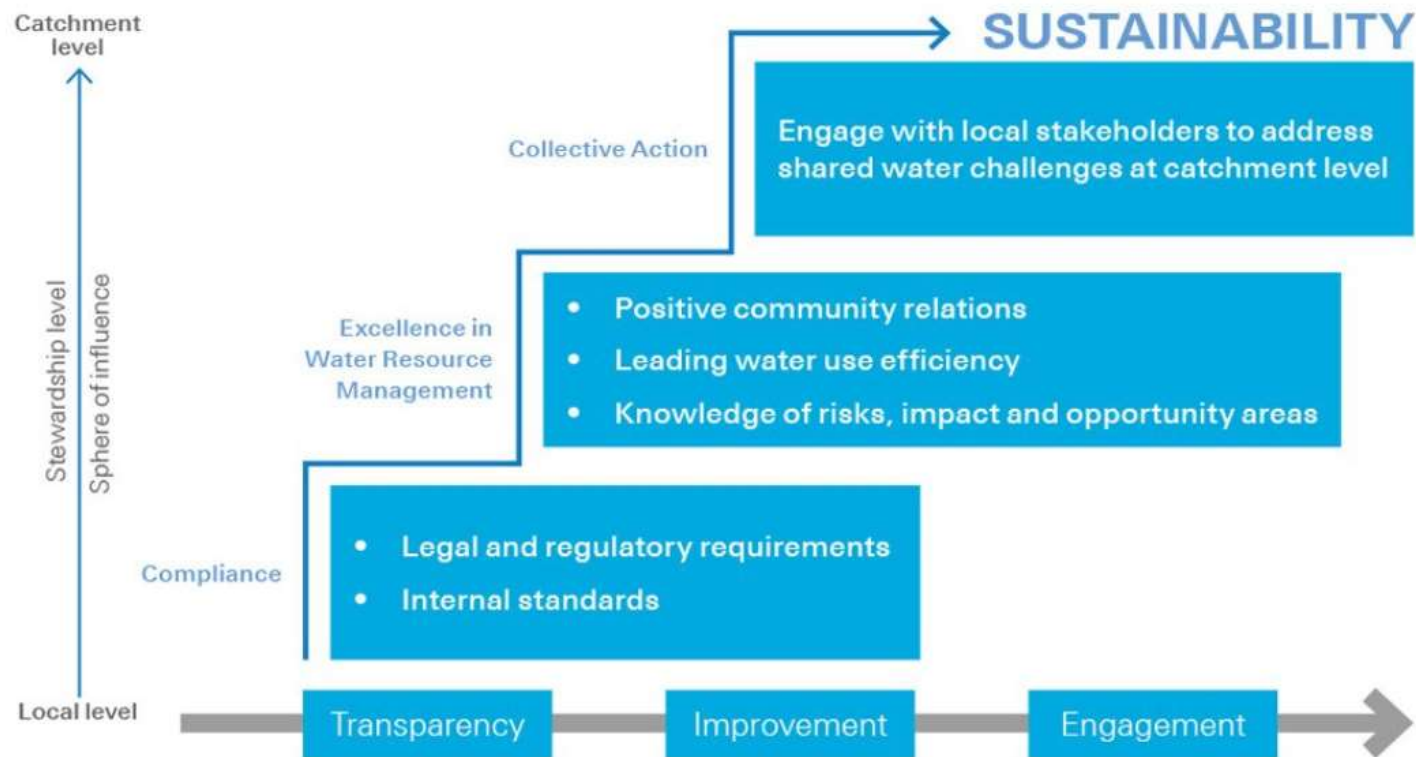 Catchment
level
SUSTAINABILITY
Engage with local stakeholders to address
shared water challenges at catchment level
Collective Action
Stewardship level
Sphere of influence
Excellence in
Water Resource
Management
• Positive community relations
• Leading water use efficiency
• Knowledge of risks, impact and opportunity areas
Compliance
• Legal and regulatory requirements
• Internal standards
Local level
Transparency
Improvement
Engagement